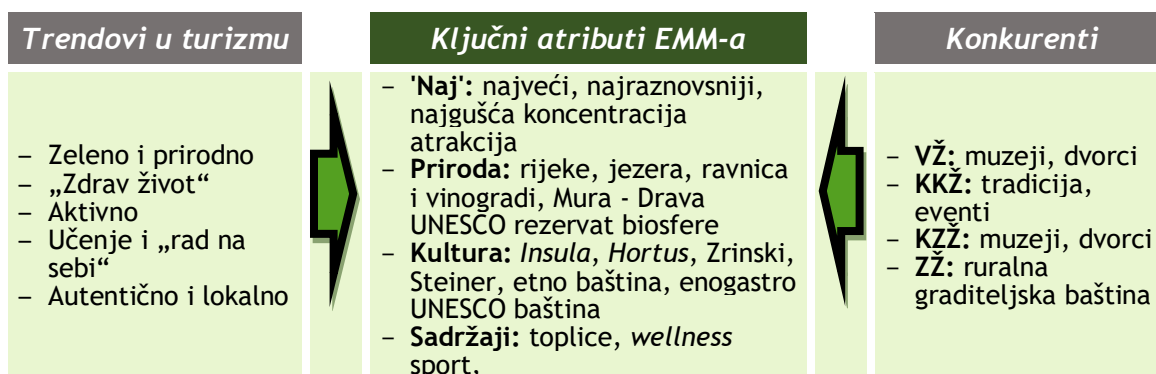 Trendovi u turizmu
– Zeleno i prirodno
– „Zdrav život“
– Aktivno
– Učenje i „rad na
sebi“
– Autentično i lokalno
Ključni atributi EMM-a
– 'Naj': najveći, najraznovsniji,
najgušća koncentracija
atrakcija
– Priroda: rijeke, jezera, ravnica
i vinogradi, Mura - Drava
UNESCO rezervat biosfere
– Kultura: Insula, Hortus, Zrinski,
Steiner, etno baština, enogastro
UNESCO baština
– Sadržaji: toplice, wellness
sport,
Konkurenti
– VŽ: muzeji, dvorci
– KKŽ: tradicija,
eventi
– KZŽ: muzeji, dvorci
– ZŽ: ruralna
graditeljska baština